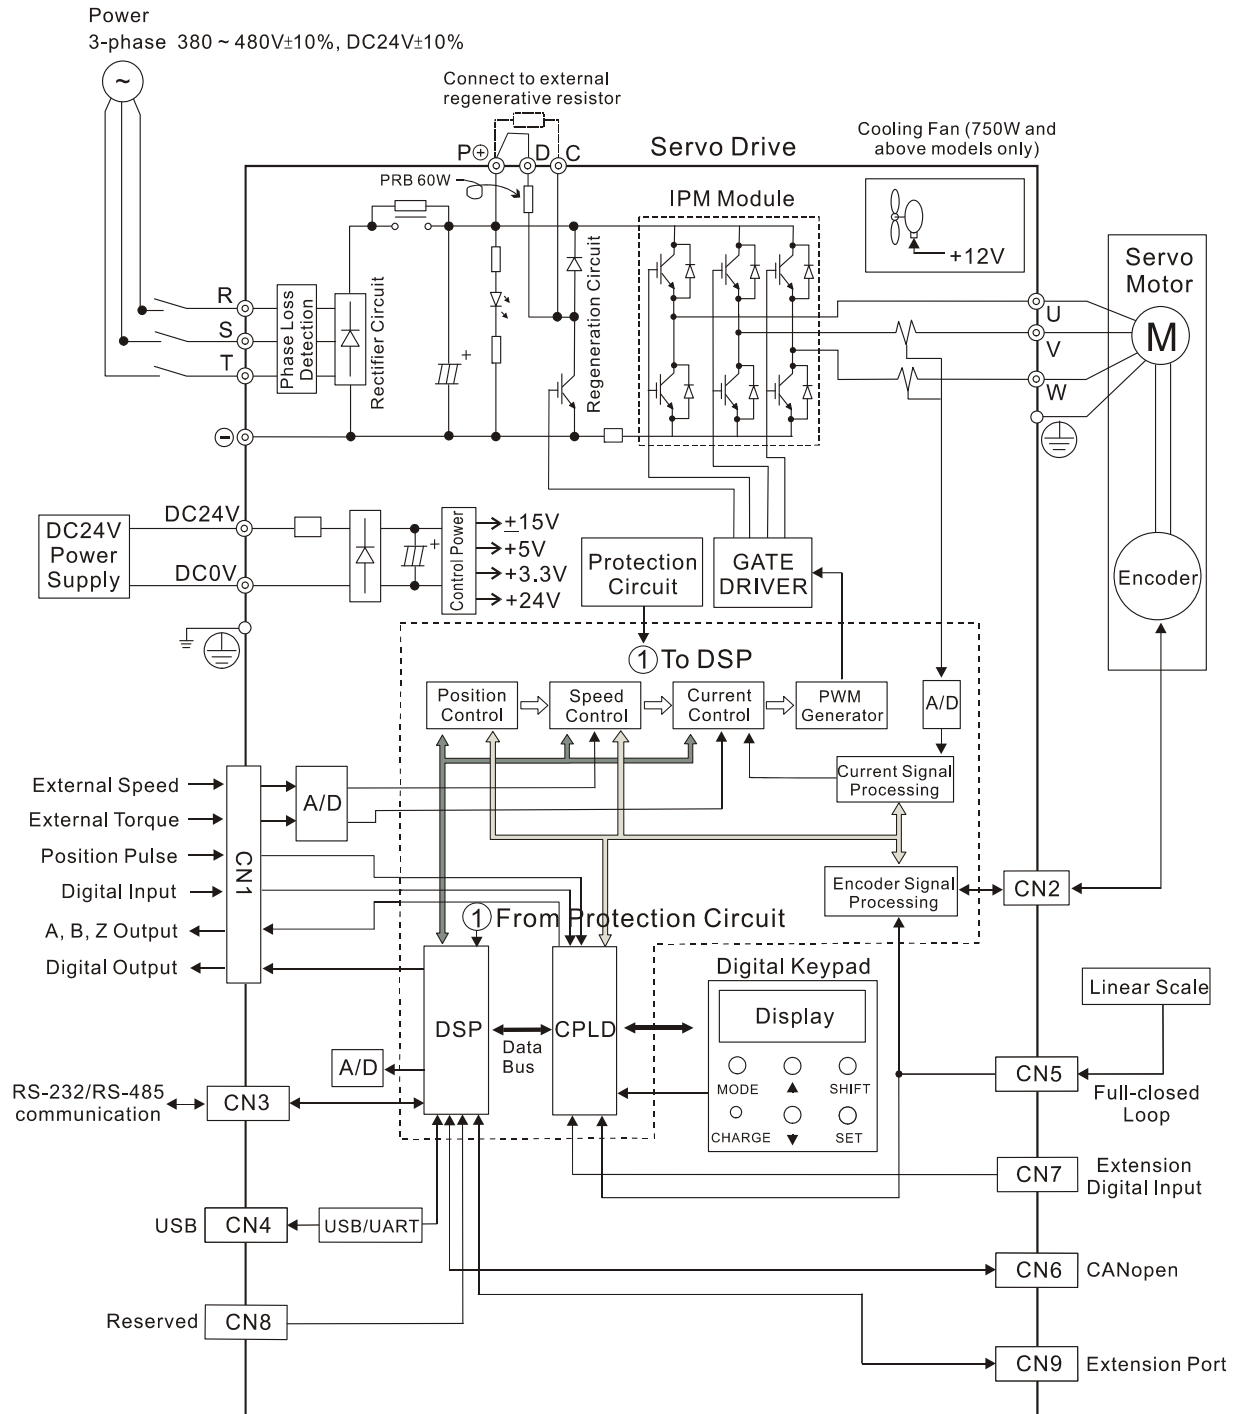 Power
3-phase 380 ~ 480V±10%, DC24V±10%
~
Connect to external
regenerative resistor
P⊕
D
C
Servo Drive
Cooling Fan (750W and
above models only)
PRB 60W
IPM Module
+12V
Servo
Motor
R
S
T
Phase Loss
Detection
Rectifier Circuit
+
Regeneration Circuit
U
V
W
M
DC24V
Power
Supply
DC24V
DC0V
+
Control Power
±15V
+5V
+3.3V
+24V
Protection
Circuit
GATE
DRIVER
Encoder
① To DSP
Position
Control
Speed
Control
Current
Control
PWM
Generator
A/D
Current Signal
Processing
External Speed
External Torque
Position Pulse
Digital Input
A, B, Z Output
Digital Output
CN1
A/D
Encoder Signal
Processing
CN2
① From Protection Circuit
DSP
Data
Bus
CPLD
Digital Keypad
Display
MODE
▲
SHIFT
CHARGE
▼
SET
Linear Scale
A/D
RS-232/RS-485
communication
CN3
CN5
Full-closed
Loop
CN7
Extension
Digital Input
USB
CN4
USB/UART
CN6
CANopen
Reserved
CN8
CN9
Extension Port